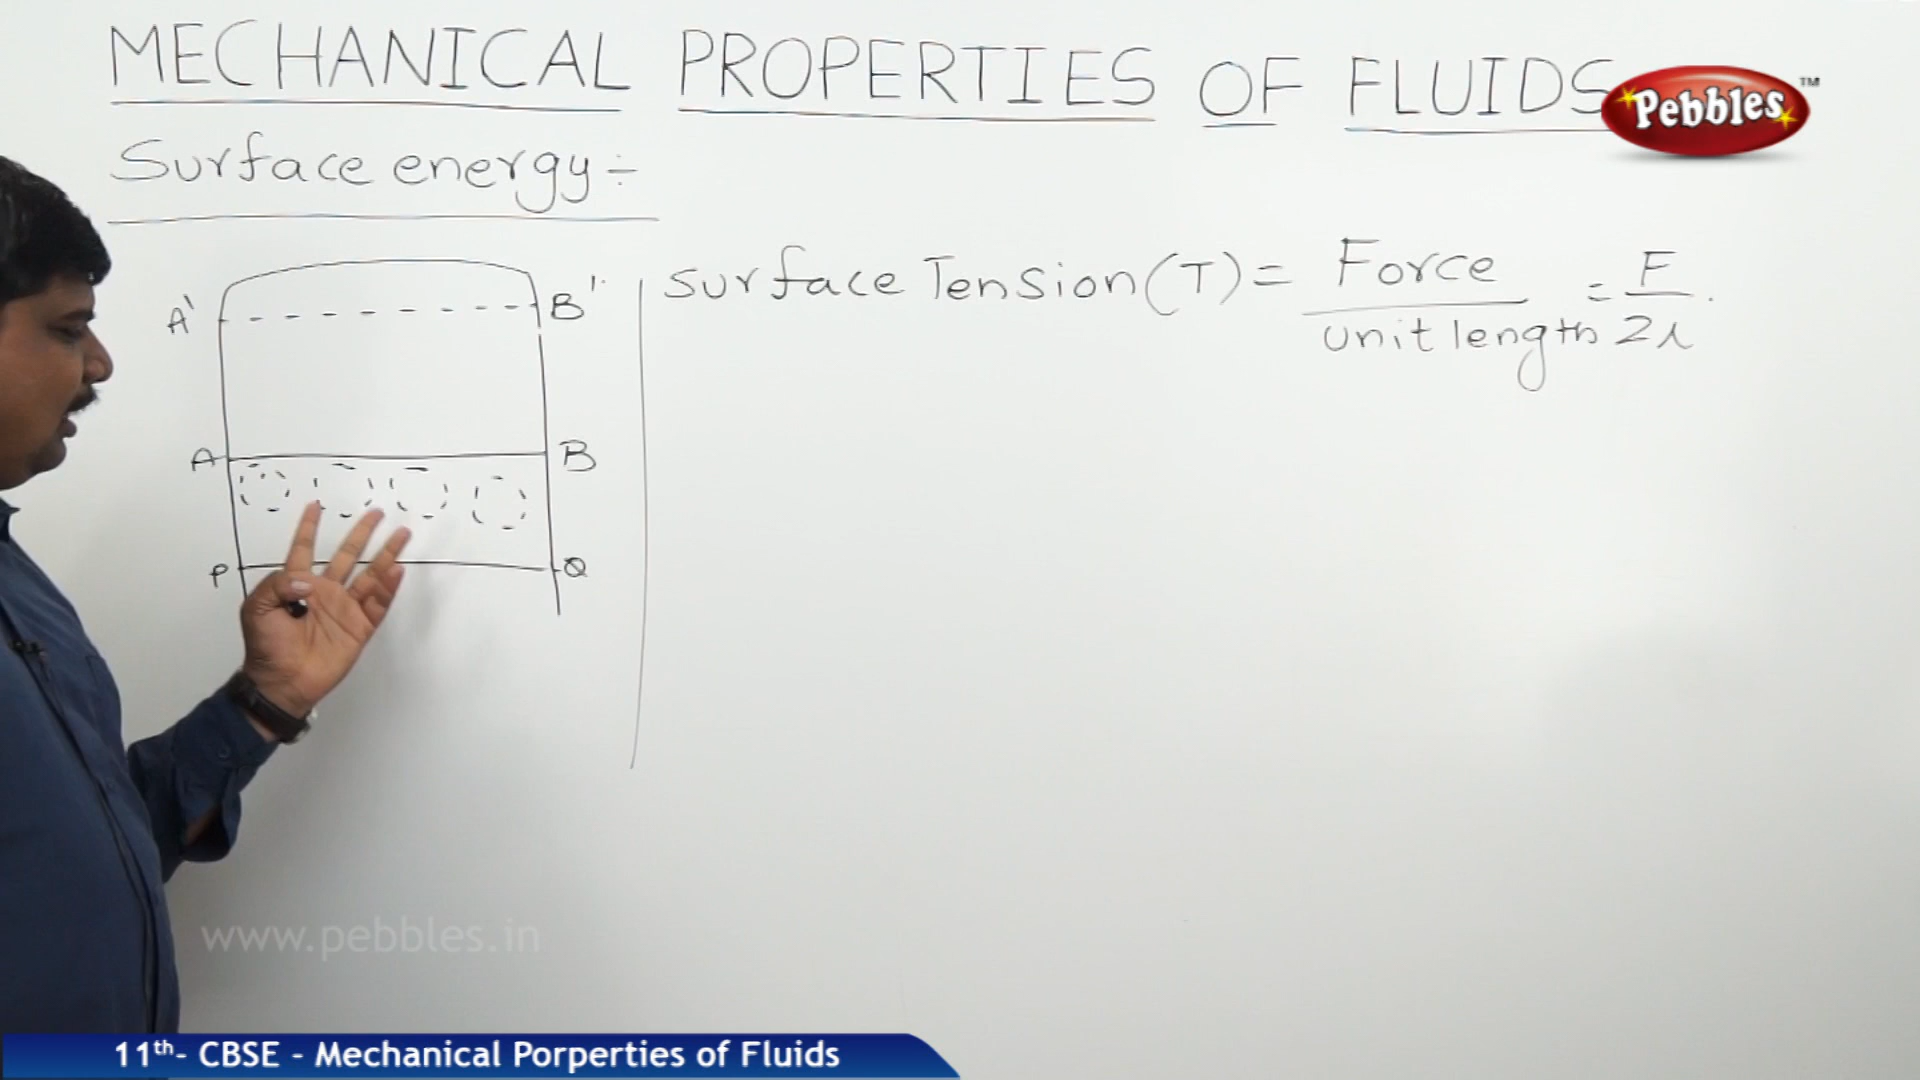 MECHANICAL PROPERTIES OF FLUIDS
Pebbles™
Surface energy ÷
A' B'
Surface Tension (T) = Force / unit length = F / 2l.
A B
P Q
www.pebbles.in
11th- CBSE - Mechanical Porperties of Fluids